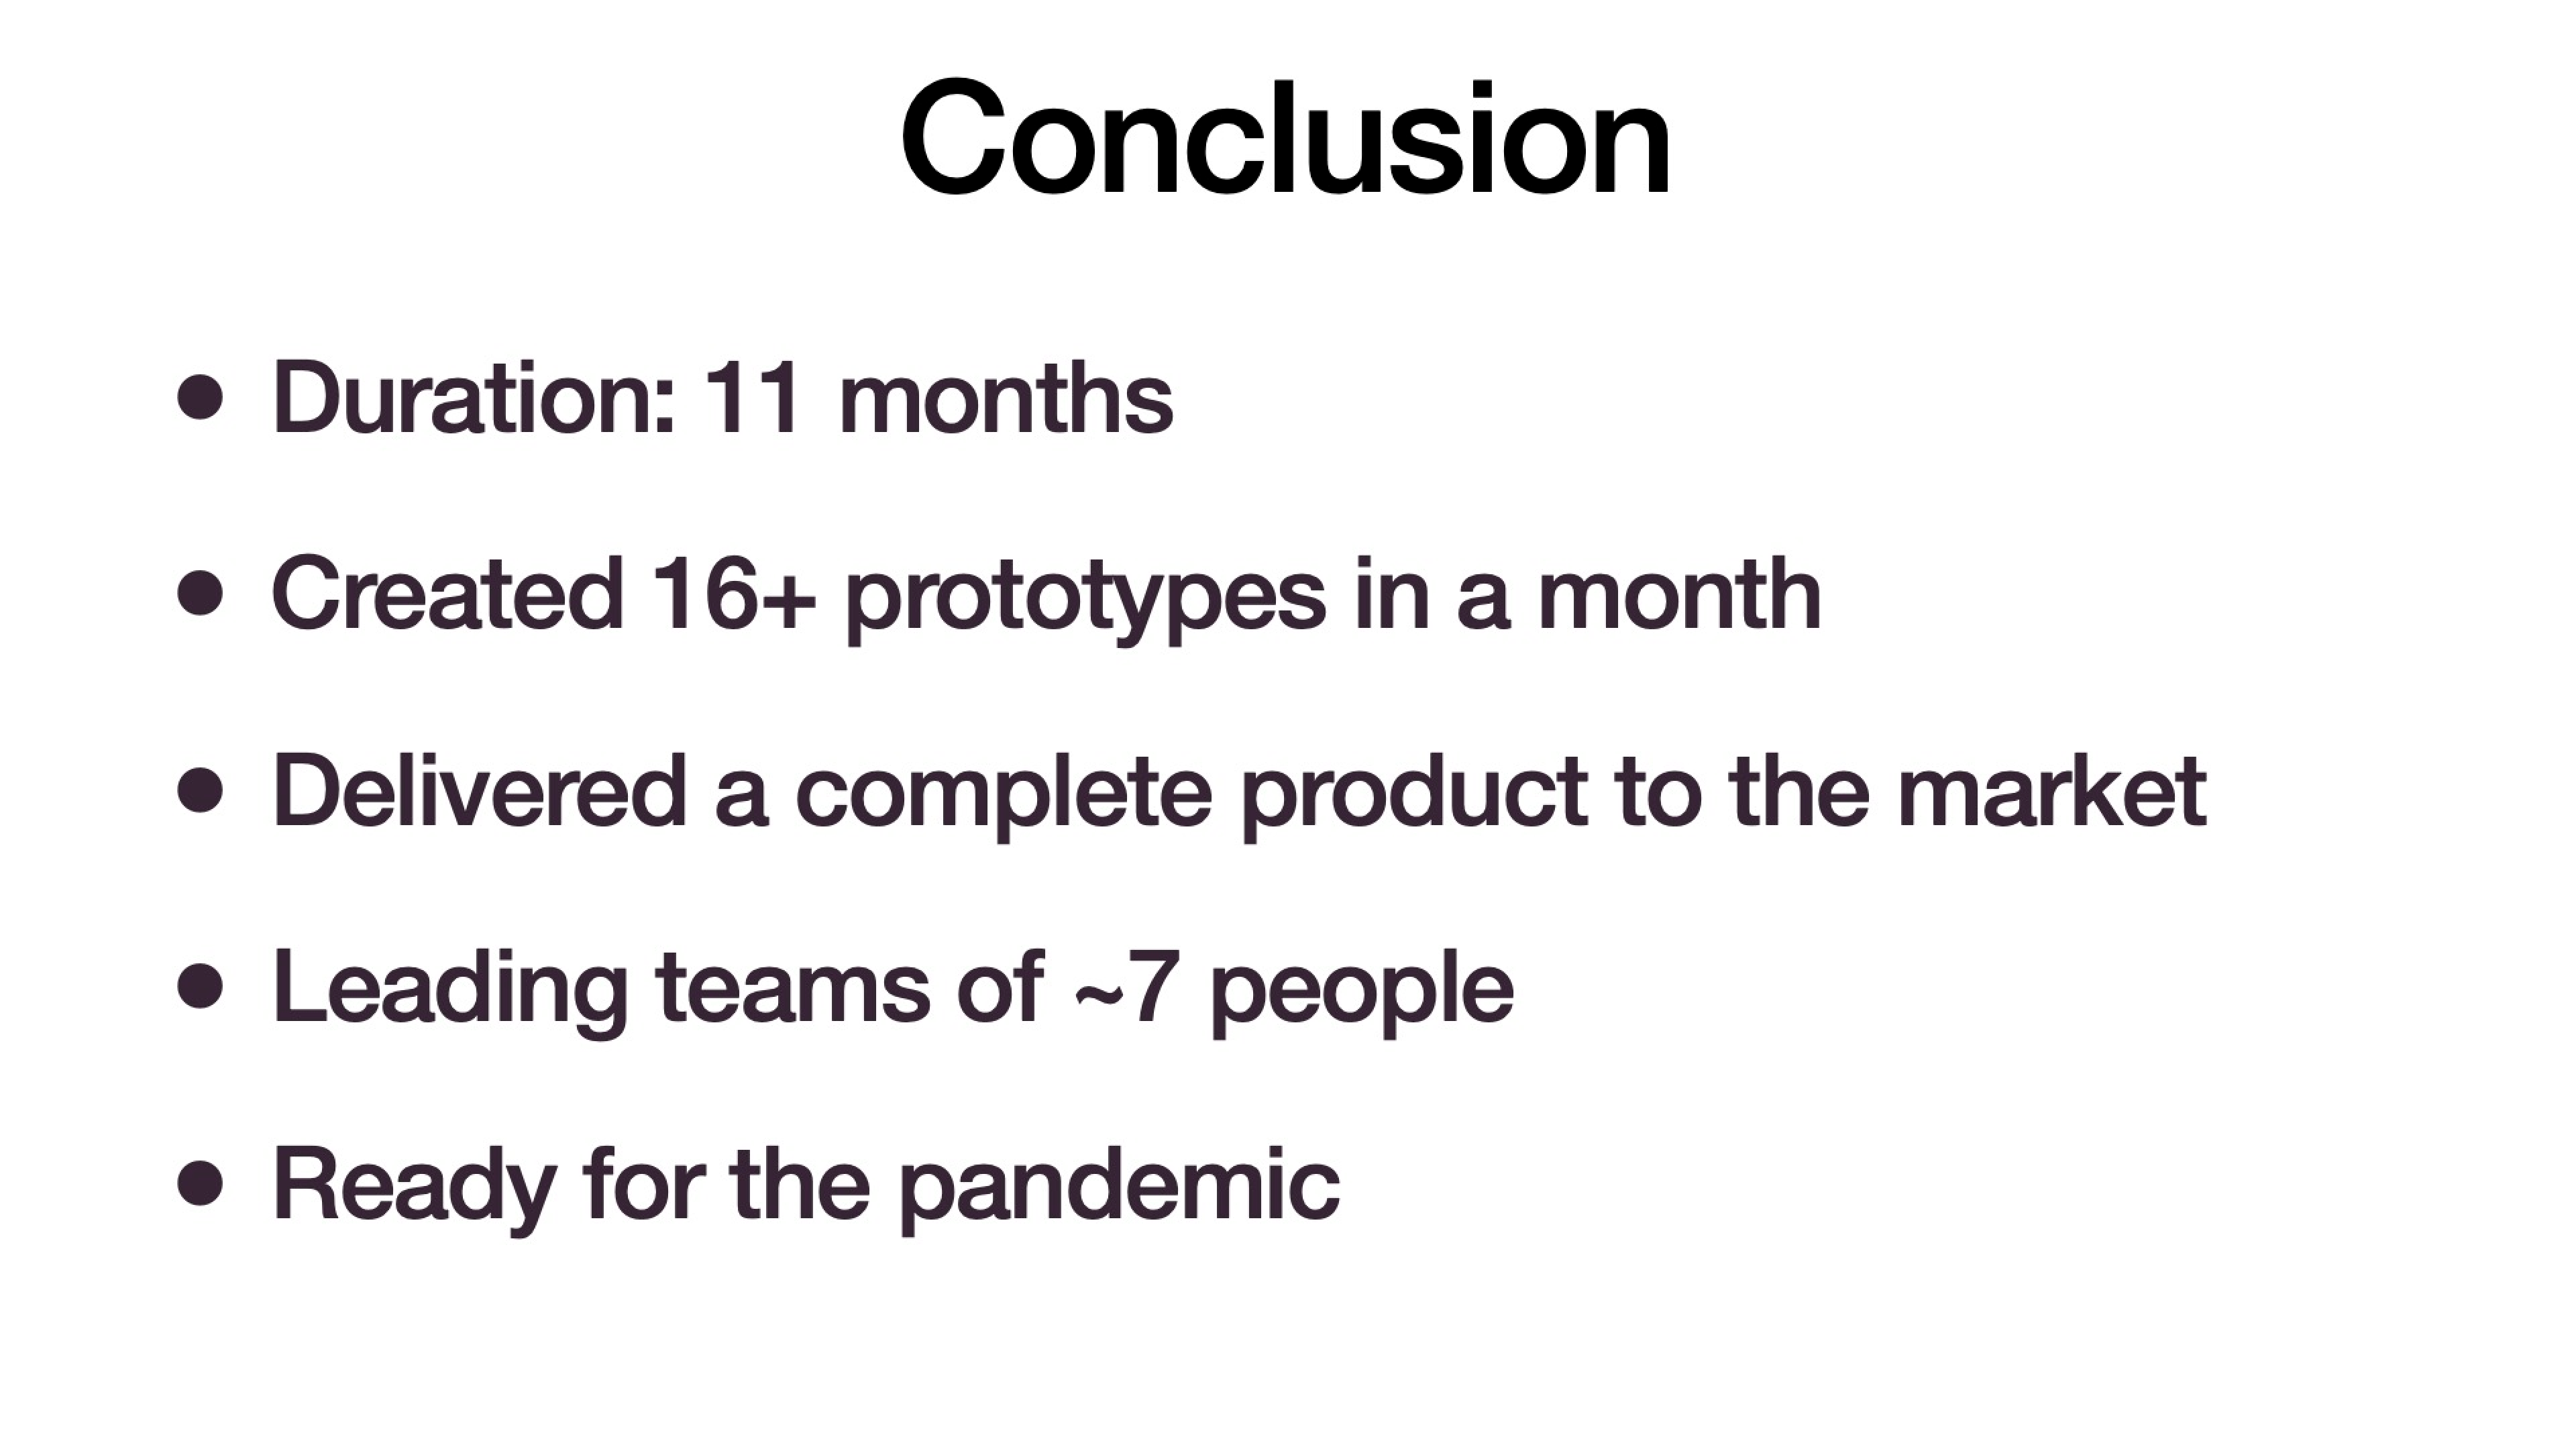 Conclusion
• Duration: 11 months
• Created 16+ prototypes in a month
• Delivered a complete product to the market
• Leading teams of ~7 people
• Ready for the pandemic